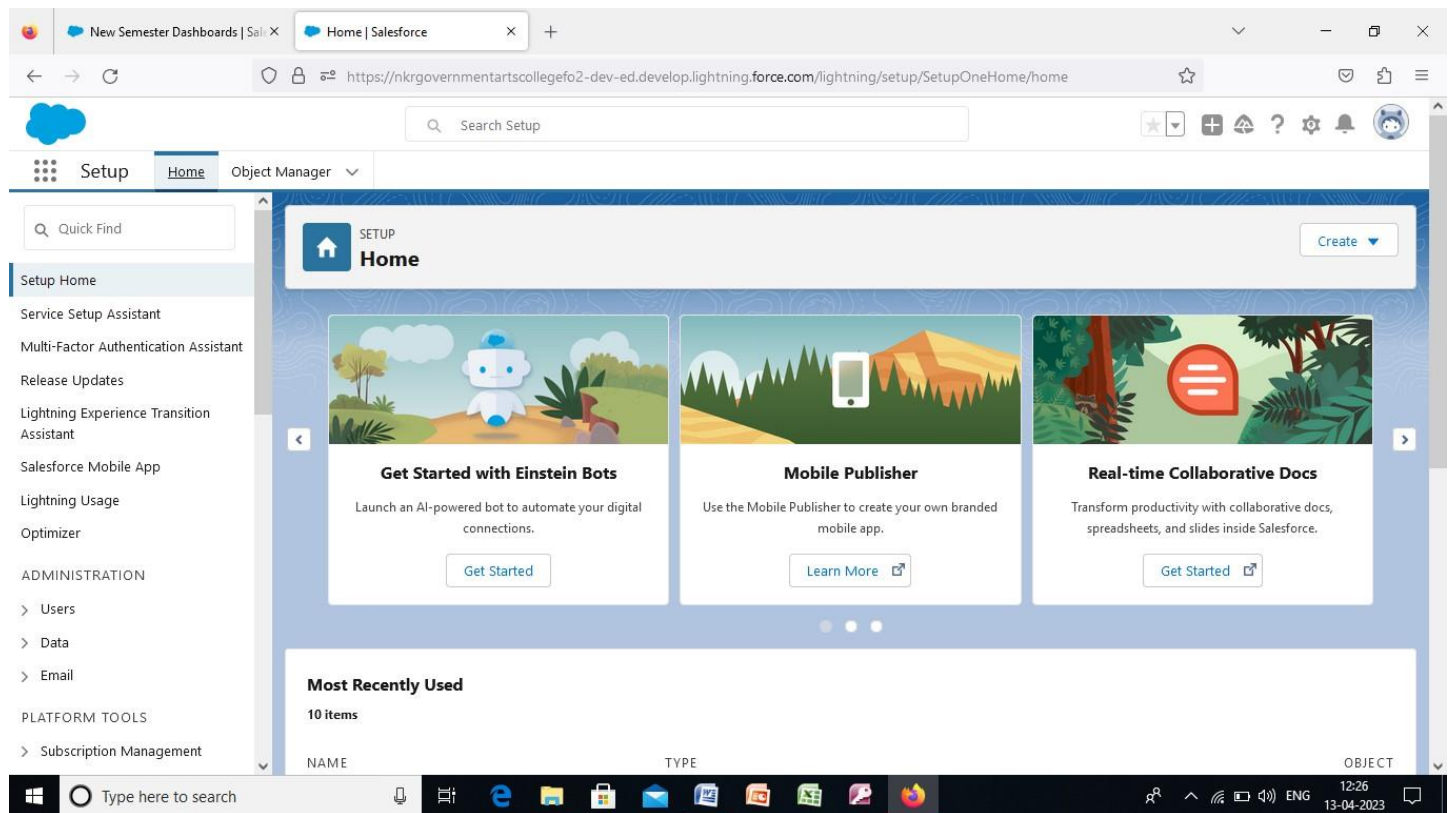 New Semester Dashboards | Sale
Home | Salesforce
https://nkrgovernmentartscollegefo2-dev-ed.develop.lightning.force.com/lightning/setup/SetupOneHome/home
Search Setup
Setup
Home
Object Manager
Quick Find
Setup Home
Service Setup Assistant
Multi-Factor Authentication Assistant
Release Updates
Lightning Experience Transition
Assistant
Salesforce Mobile App
Lightning Usage
Optimizer
ADMINISTRATION
Users
Data
Email
PLATFORM TOOLS
Subscription Management
SETUP
Home
Create
Get Started with Einstein Bots
Launch an AI-powered bot to automate your digital
connections.
Get Started
Mobile Publisher
Use the Mobile Publisher to create your own branded
mobile app.
Learn More
Real-time Collaborative Docs
Transform productivity with collaborative docs,
spreadsheets, and slides inside Salesforce.
Get Started
Most Recently Used
10 items
NAME TYPE OBJECT
Type here to search
ENG
12:26
13-04-2023